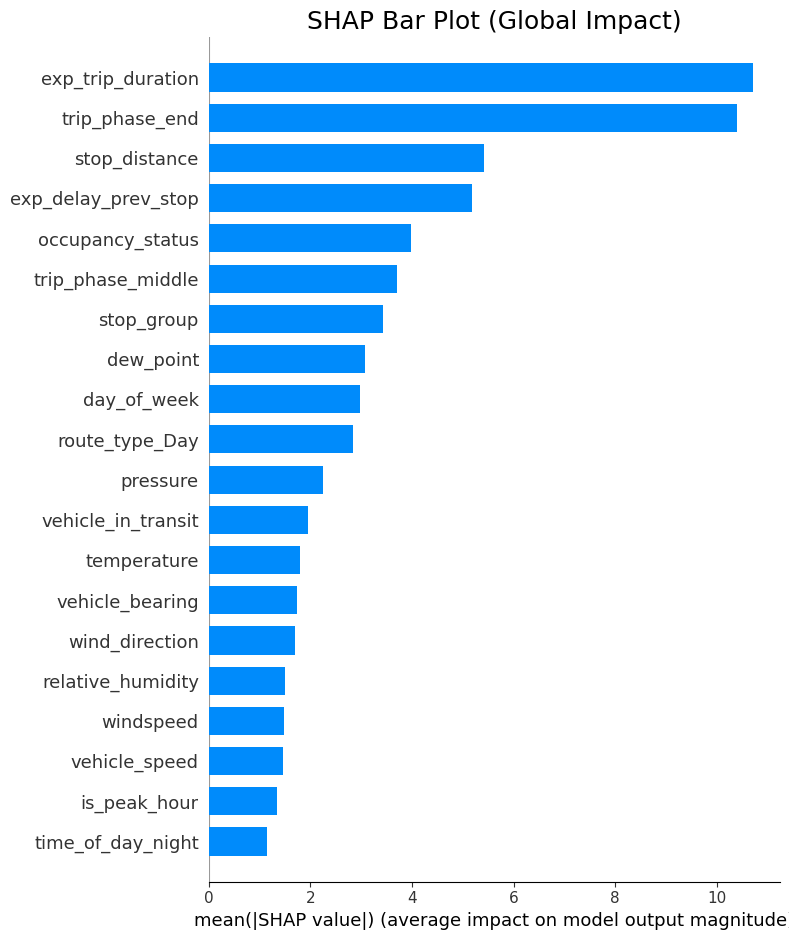 SHAP Bar Plot (Global Impact)
exp_trip_duration
trip_phase_end
stop_distance
exp_delay_prev_stop
occupancy_status
trip_phase_middle
stop_group
dew_point
day_of_week
route_type_Day
pressure
vehicle_in_transit
temperature
vehicle_bearing
wind_direction
relative_humidity
windspeed
vehicle_speed
is_peak_hour
time_of_day_night
0 2 4 6 8 10
mean(|SHAP value|) (average impact on model output magnitude